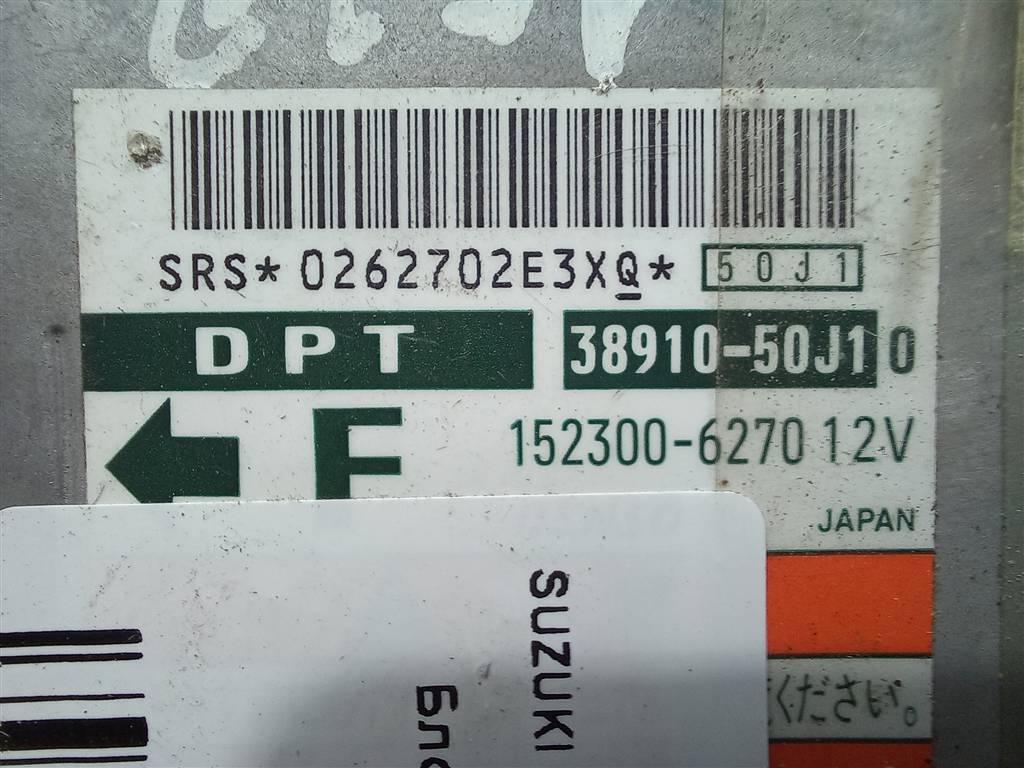 SRS*0262702E3XQ* 50J1
DPT 38910-50J10
F 152300-6270 12V
JAPAN
SUZUKI
ください。